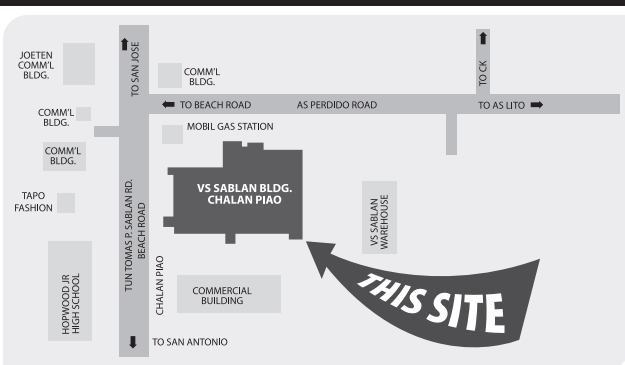 JOETEN
COMM'L
BLDG.
TO SAN JOSE
COMM'L
BLDG.
TO CK
TO BEACH ROAD
AS PERDIDO ROAD
TO AS LITO
COMM'L
BLDG.
MOBIL GAS STATION
COMM'L
BLDG.
VS SABLAN BLDG.
CHALAN PIAO
TAPO
FASHION
TUN TOMAS P. SABLAN RD.
BEACH ROAD
VS SABLAN
WAREHOUSE
HOPWOOD JR
HIGH SCHOOL
CHALAN PIAO
COMMERCIAL
BUILDING
THIS SITE
TO SAN ANTONIO